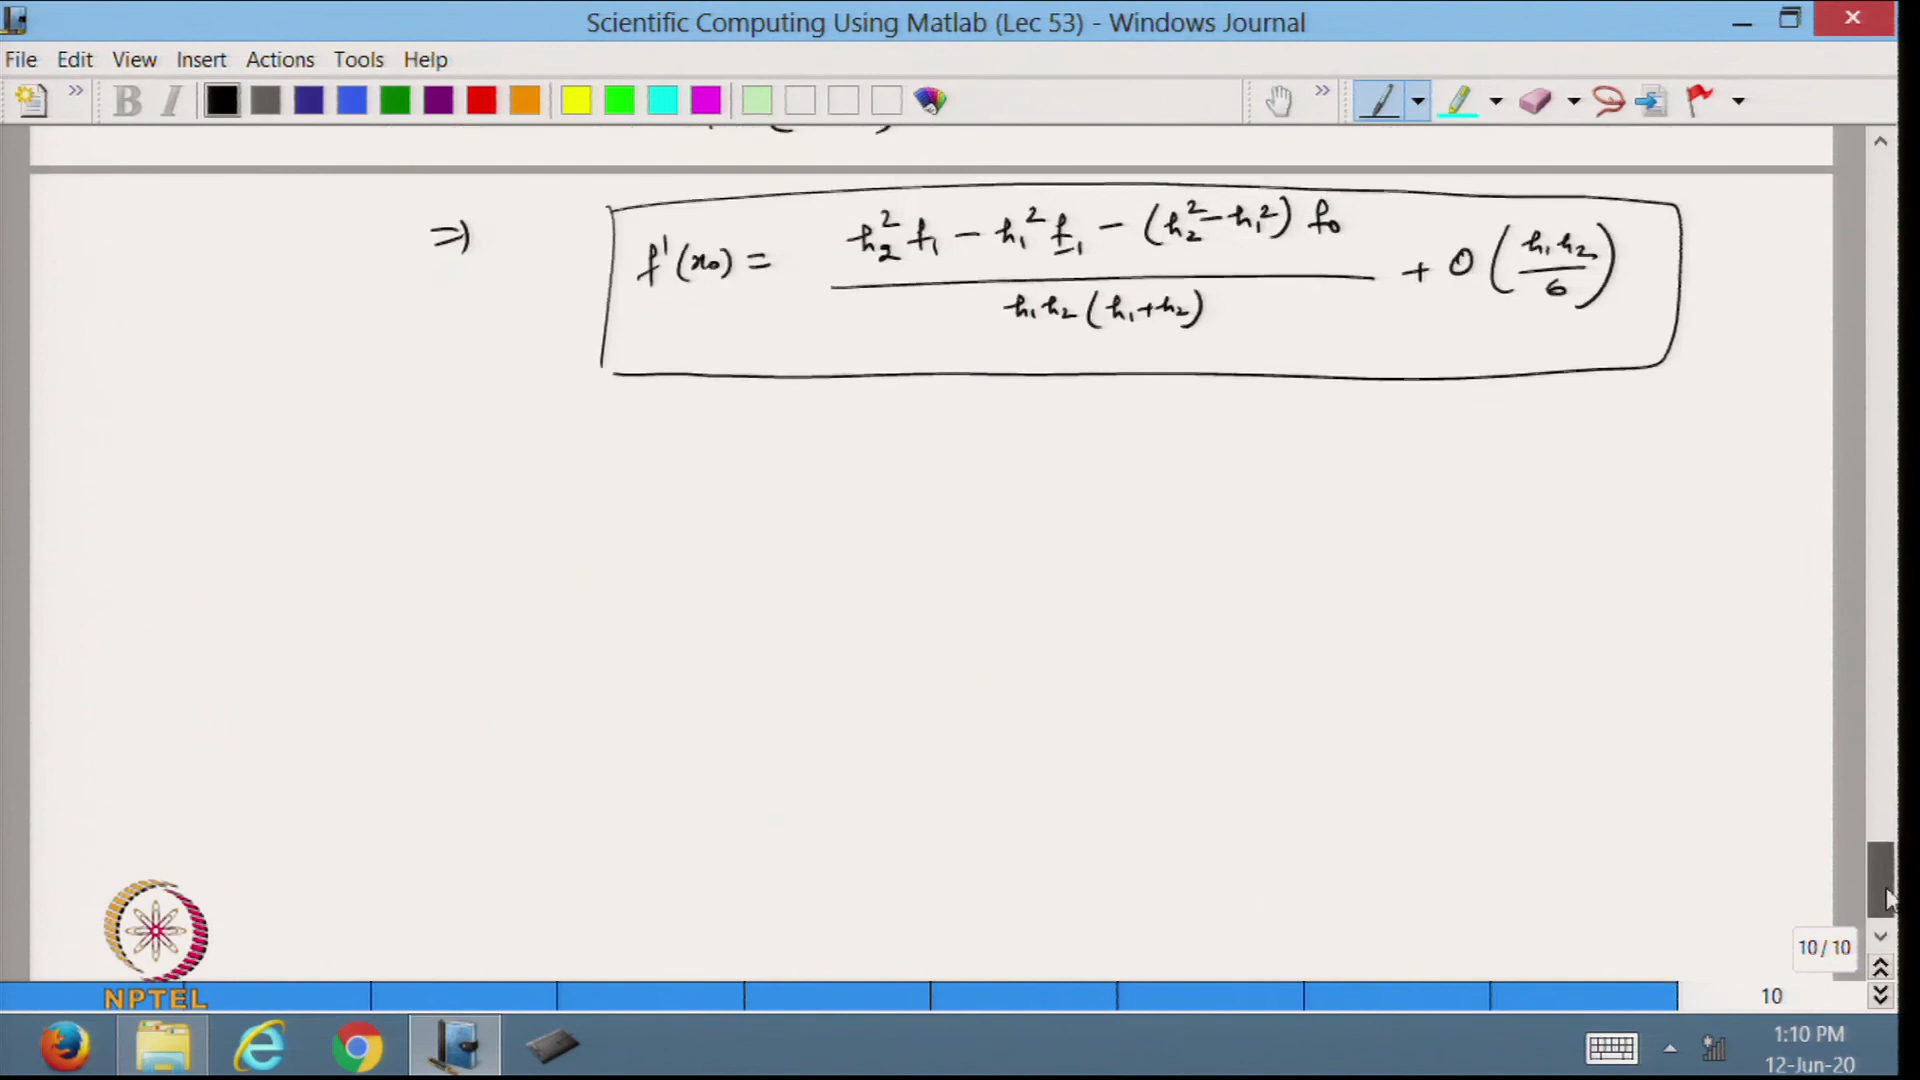 Scientific Computing Using Matlab (Lec 53) - Windows Journal
File Edit View Insert Actions Tools Help
B I
⇒ f'(x₀) = (h₂² f₁ − h₁² f₋₁ − (h₂² − h₁²) f₀) / (h₁h₂(h₁+h₂)) + O(h₁h₂/6)
10 / 10
NPTEL
10
1:10 PM
12-Jun-20